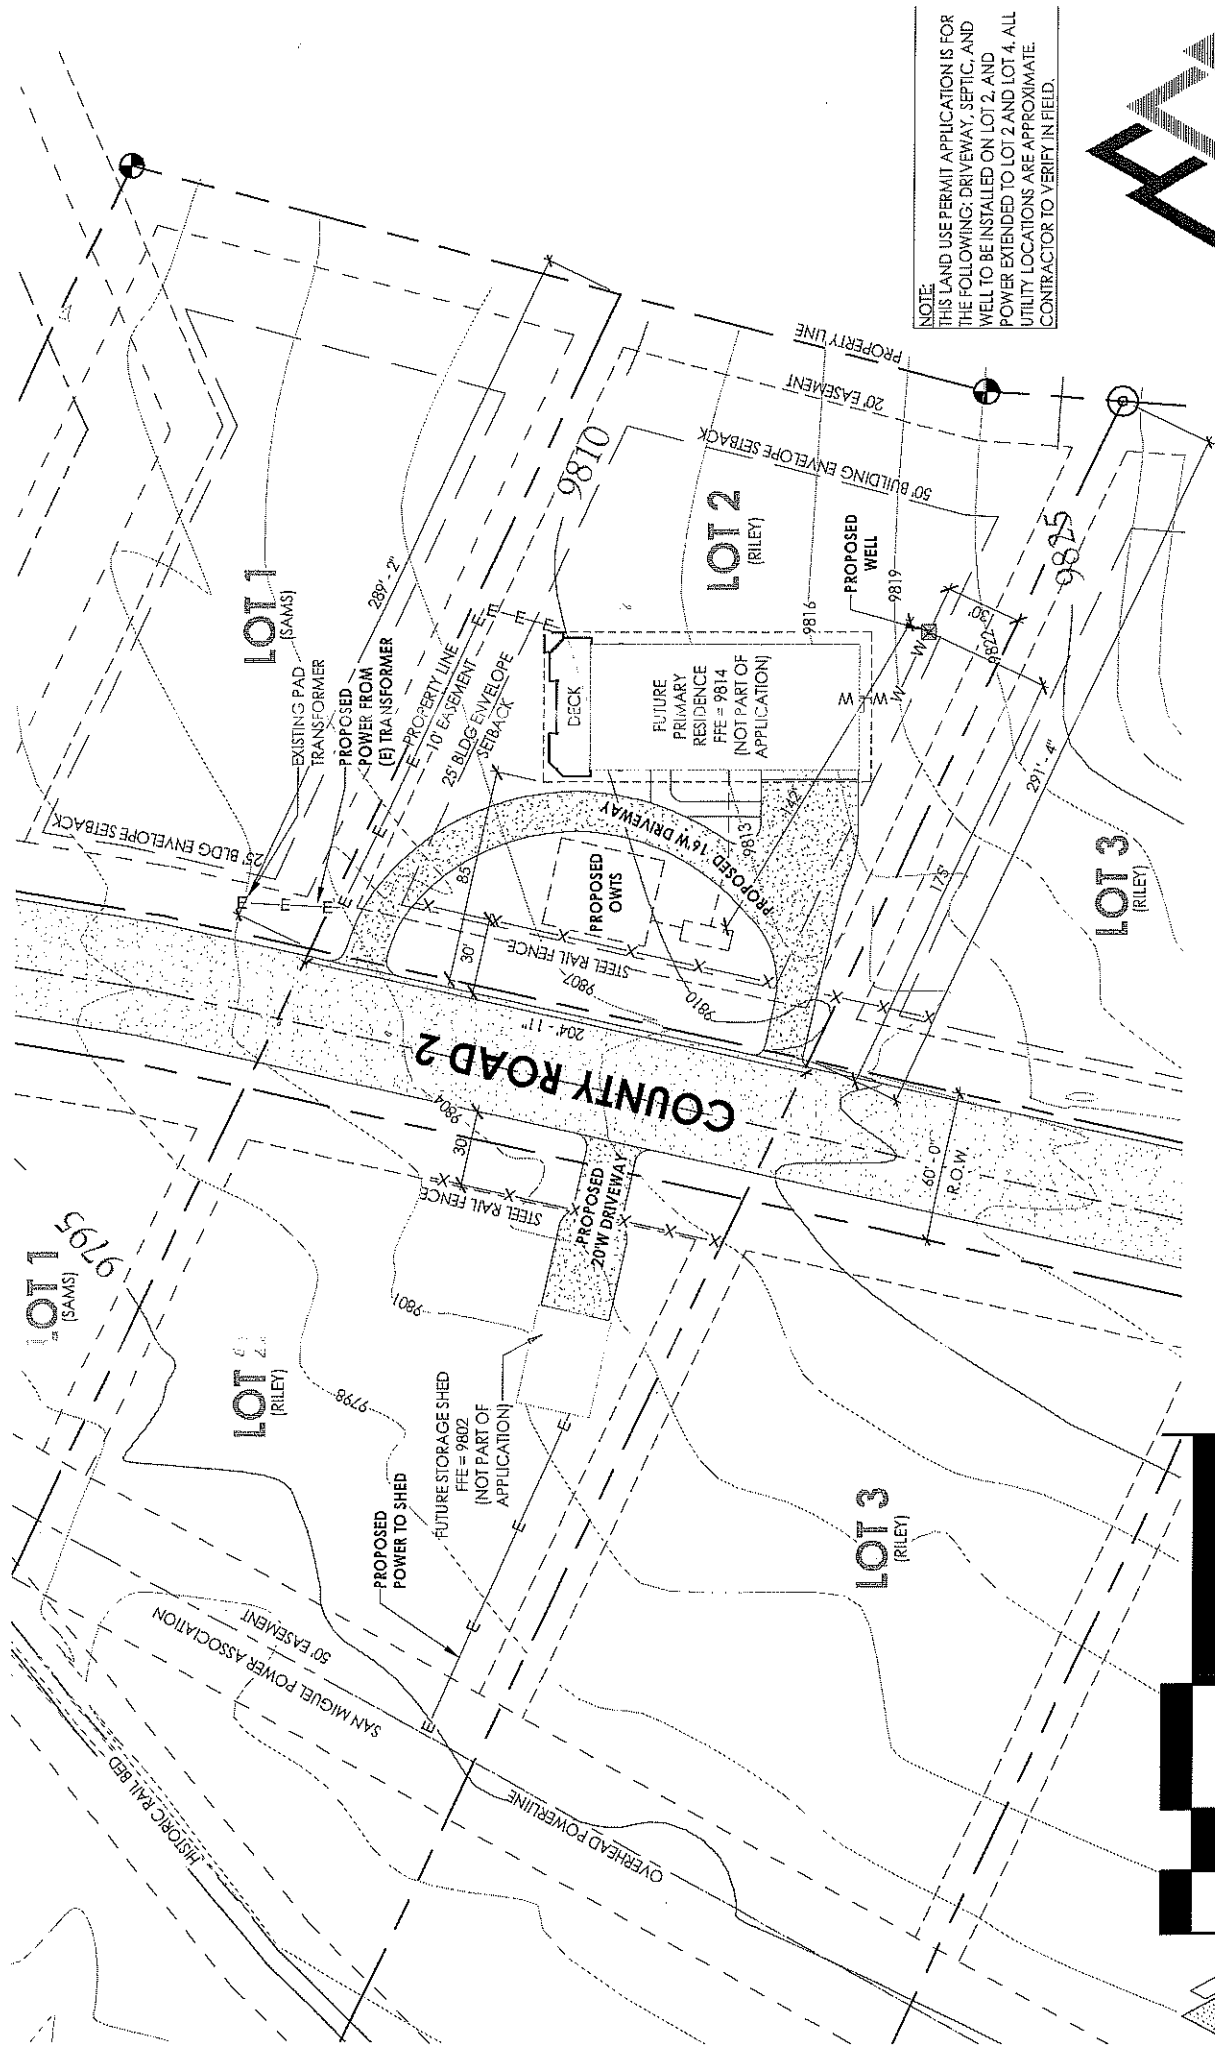 NOTE:
THIS LAND USE PERMIT APPLICATION IS FOR
THE FOLLOWING: DRIVEWAY, SEPTIC, AND
WELL TO BE INSTALLED ON LOT 2, AND
POWER EXTENDED TO LOT 2 AND LOT 4. ALL
UTILITY LOCATIONS ARE APPROXIMATE.
CONTRACTOR TO VERIFY IN FIELD.
LOT 1
(SAMS)
289' - 2"
EXISTING PAD
TRANSFORMER
PROPOSED
POWER FROM
(E) TRANSFORMER
25' BLDG ENVELOPE SETBACK
E
E
E
E
E
E
E
E
E
PROPERTY LINE
10' EASEMENT
25' BLDG ENVELOPE
SETBACK
9810
PROPERTY LINE
20' EASEMENT
50' BUILDING ENVELOPE SETBACK
LOT 2
(RILEY)
DECK
FUTURE
PRIMARY
RESIDENCE
FFE = 9814
(NOT PART OF
APPLICATION)
PROPOSED
WELL
9816
9819
9822
9825
30'
W
W
W
W
9813
142'
175'
291' - 4"
PROPOSED 16'W DRIVEWAY
PROPOSED
OWTS
85'
30'
STEEL RAIL FENCE
X
X
X
X
X
X
X
X
X
9807
9810
204' - 11"
COUNTY ROAD 2
LOT 3
(RILEY)
60' - 0"
R.O.W.
9804
30'
STEEL RAIL FENCE
X
X
X
X
X
X
X
PROPOSED
20'W DRIVEWAY
LOT 1
(SAMS)
9795
LOT
(RILEY)
9801
9798
FUTURE STORAGE SHED
FFE = 9802
(NOT PART OF
APPLICATION)
PROPOSED
POWER TO SHED
E
E
E
E
LOT 3
(RILEY)
50' EASEMENT
SAN MIGUEL POWER ASSOCIATION
OVERHEAD POWERLINE
HISTORIC RAIL BED